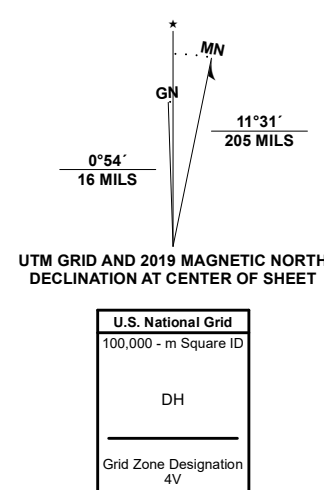 ★
MN
GN
11°31´
205 MILS
0°54´
16 MILS
UTM GRID AND 2019 MAGNETIC NORTH
DECLINATION AT CENTER OF SHEET
U.S. National Grid
100,000 - m Square ID
DH
Grid Zone Designation
4V